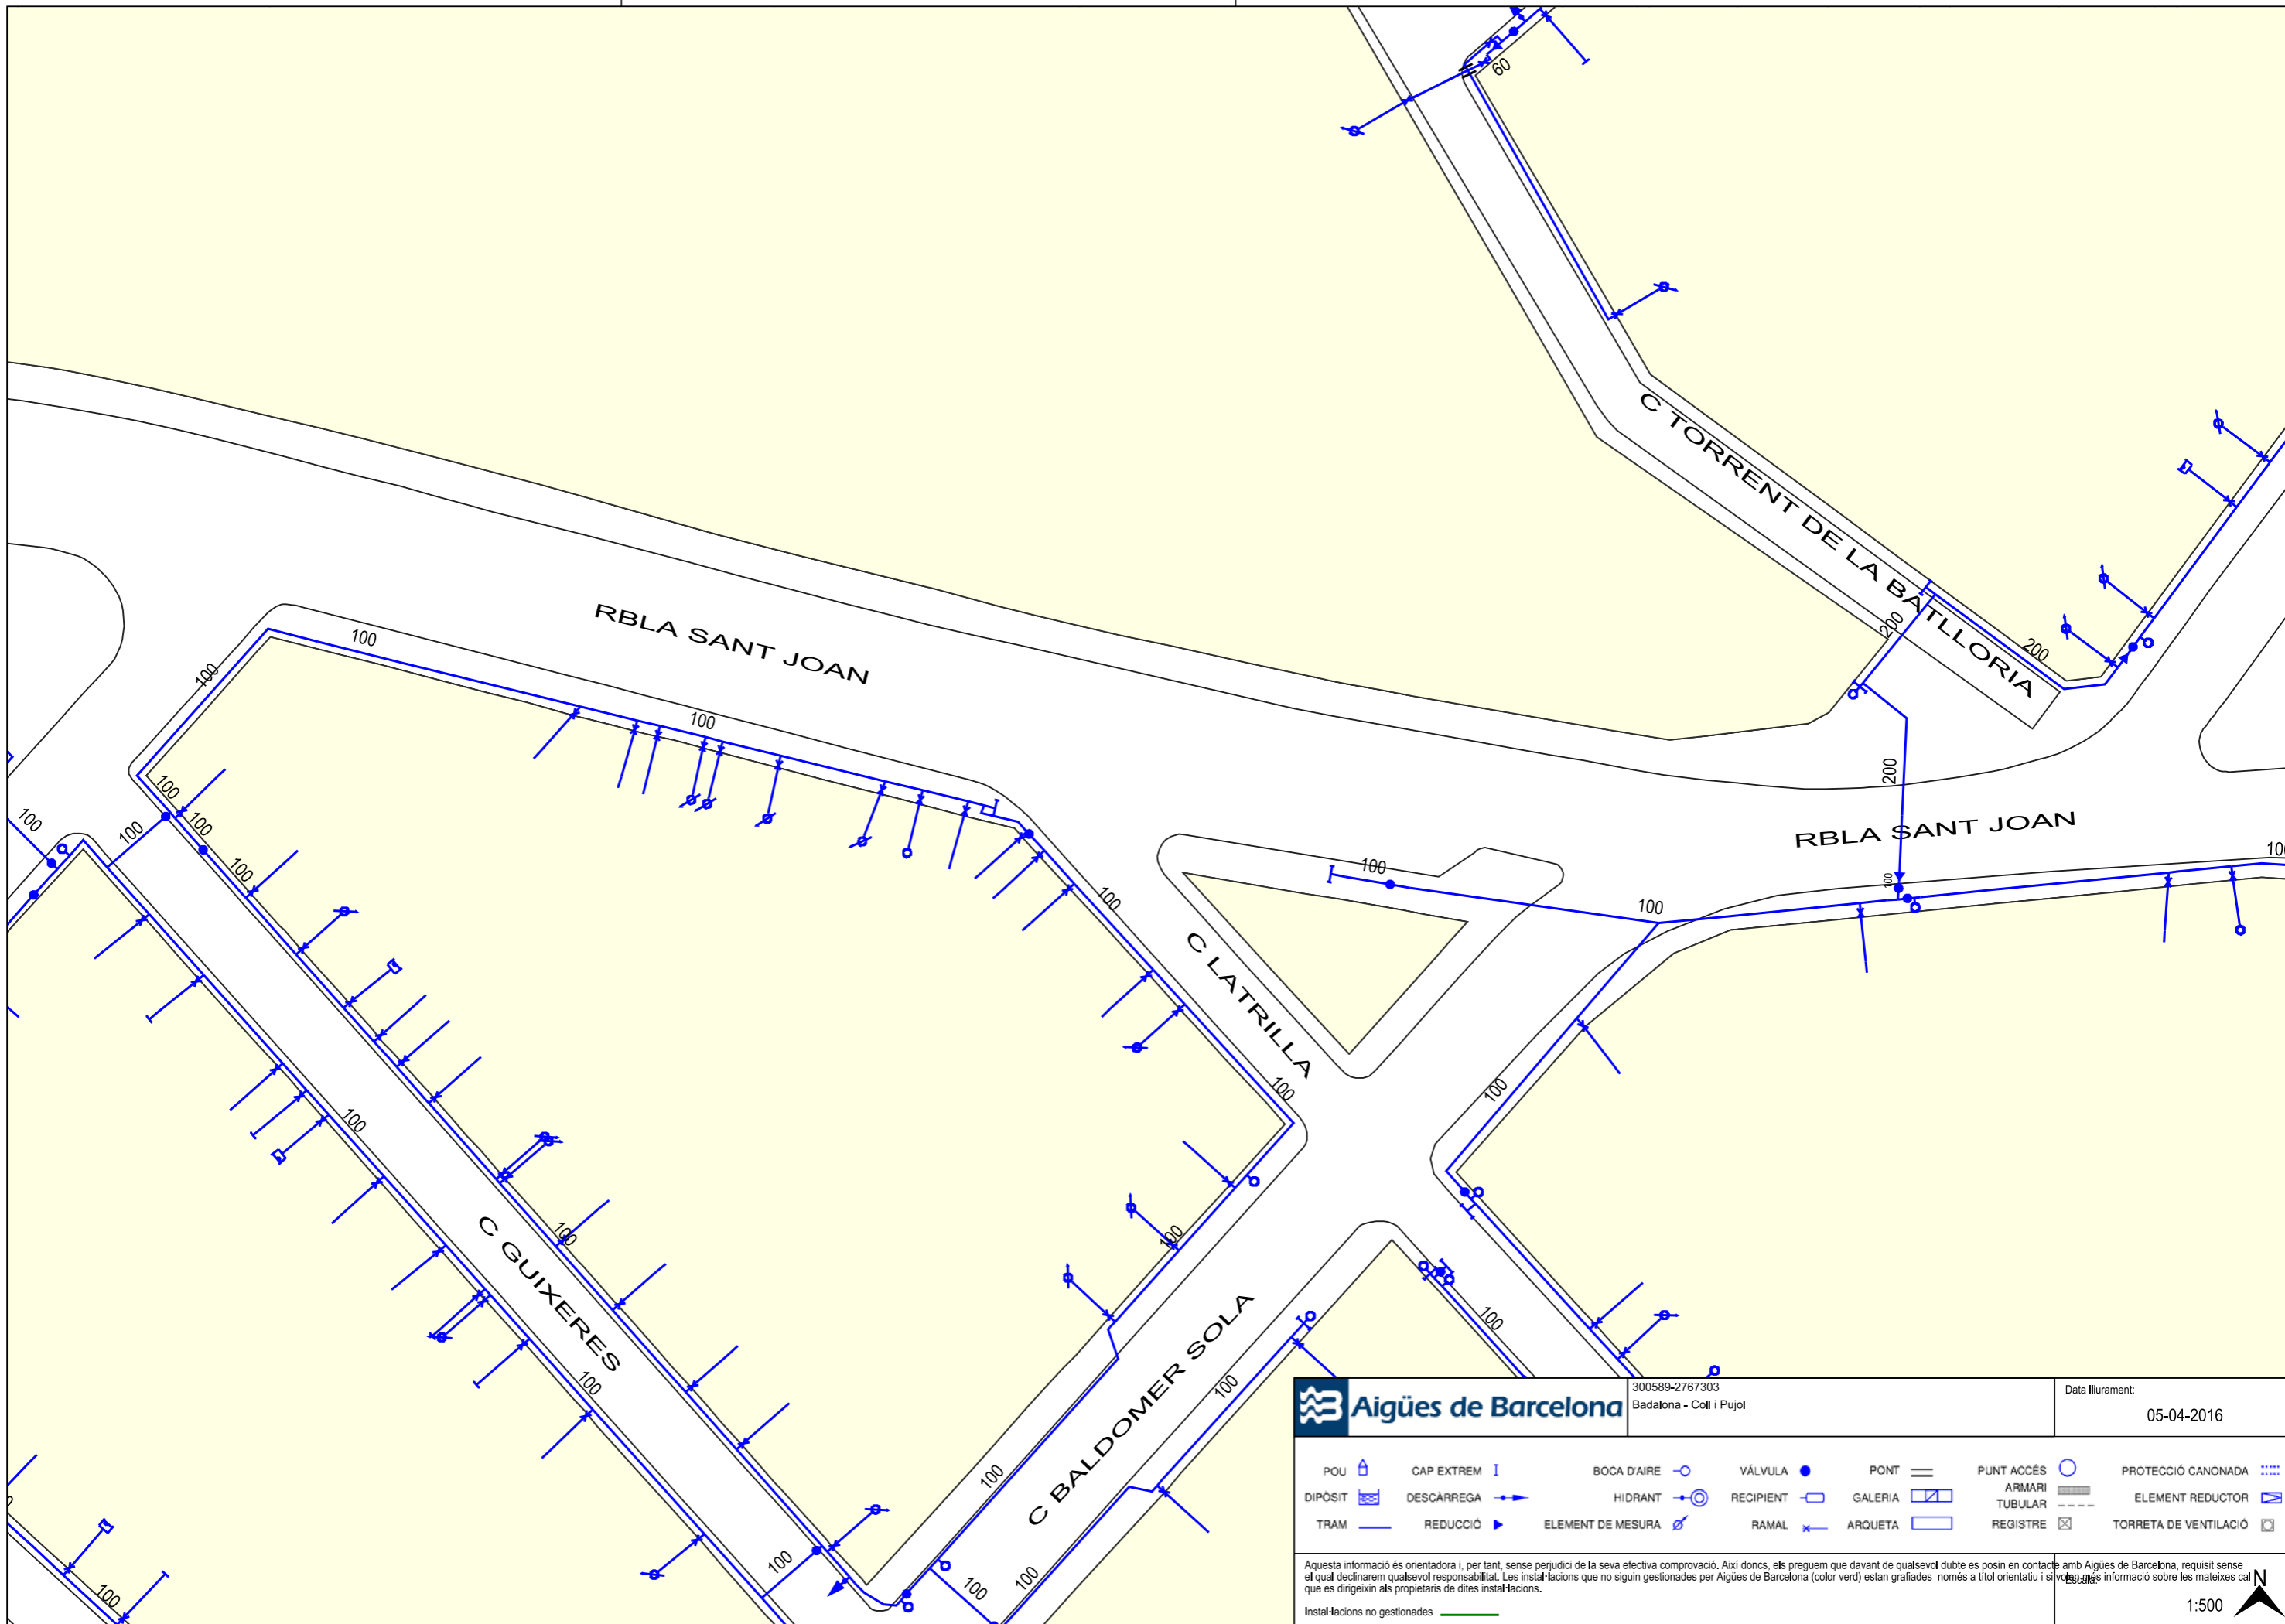 60
C TORRENT DE LA BATLLORIA
RBLA SANT JOAN
100
100
200
200
100
200
100
100
100
100
100
100
RBLA SANT JOAN
100
100
100
100
100
C LATRILLA
100
100
100
100
C GUIXERES
100
100
100
C BALDOMER SOLA
100
100
100
100
100
100
100
Aigües de Barcelona
300589-2767303
Badalona - Coll i Pujol
Data lliurament:
05-04-2016
POU CAP EXTREM BOCA D'AIRE VÁLVULA PONT PUNT ACCÉS PROTECCIÓ CANONADA
DIPÒSIT DESCÀRREGA HIDRANT RECIPIENT GALERIA ARMARI TUBULAR ELEMENT REDUCTOR
TRAM REDUCCIÓ ELEMENT DE MESURA RAMAL ARQUETA REGISTRE TORRETA DE VENTILACIÓ
Aquesta informació és orientadora i, per tant, sense perjudici de la seva efectiva comprovació. Així doncs, els preguem que davant de qualsevol dubte es posin en contacte amb Aigües de Barcelona, requisit sense
el qual declinarem qualsevol responsabilitat. Les instal·lacions que no siguin gestionades per Aigües de Barcelona (color verd) estan grafiades només a títol orientatiu i si volen més informació sobre les mateixes cal
que es dirigeixin als propietaris de dites instal·lacions.
Escala:
1:500
N
Instal·lacions no gestionades